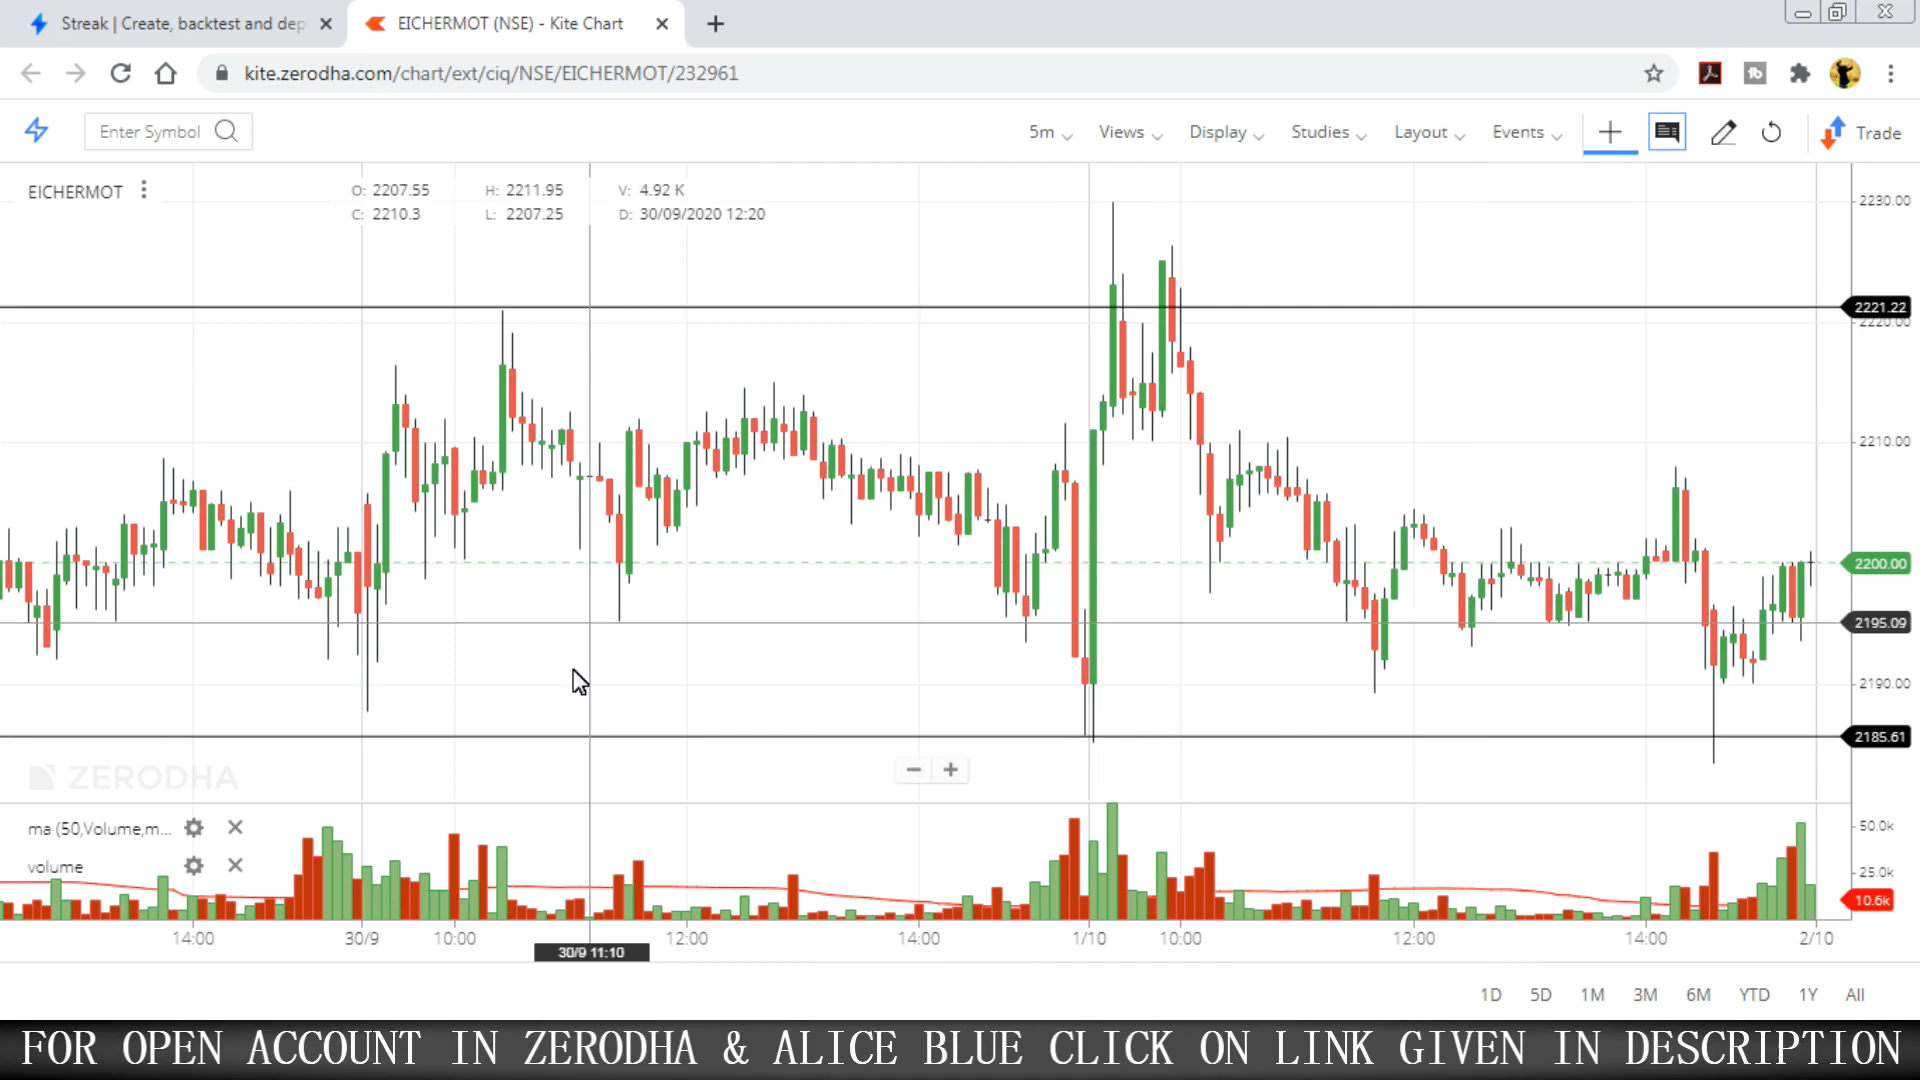 Streak | Create, backtest and dep
EICHERMOT (NSE) - Kite Chart
kite.zerodha.com/chart/ext/ciq/NSE/EICHERMOT/232961
Enter Symbol
5m
Views
Display
Studies
Layout
Events
Trade
EICHERMOT
O: 2207.55 H: 2211.95 V: 4.92 K
C: 2210.3 L: 2207.25 D: 30/09/2020 12:20
2230.00
2221.22
2220.00
2210.00
2200.00
2195.09
2190.00
2185.61
ZERODHA
ma (50,Volume,m...
volume
50.0k
25.0k
10.6k
14:00 30/9 10:00 12:00 14:00 1/10 10:00 12:00 14:00 2/10
30/9 11:10
1D 5D 1M 3M 6M YTD 1Y All
FOR OPEN ACCOUNT IN ZERODHA & ALICE BLUE CLICK ON LINK GIVEN IN DESCRIPTION